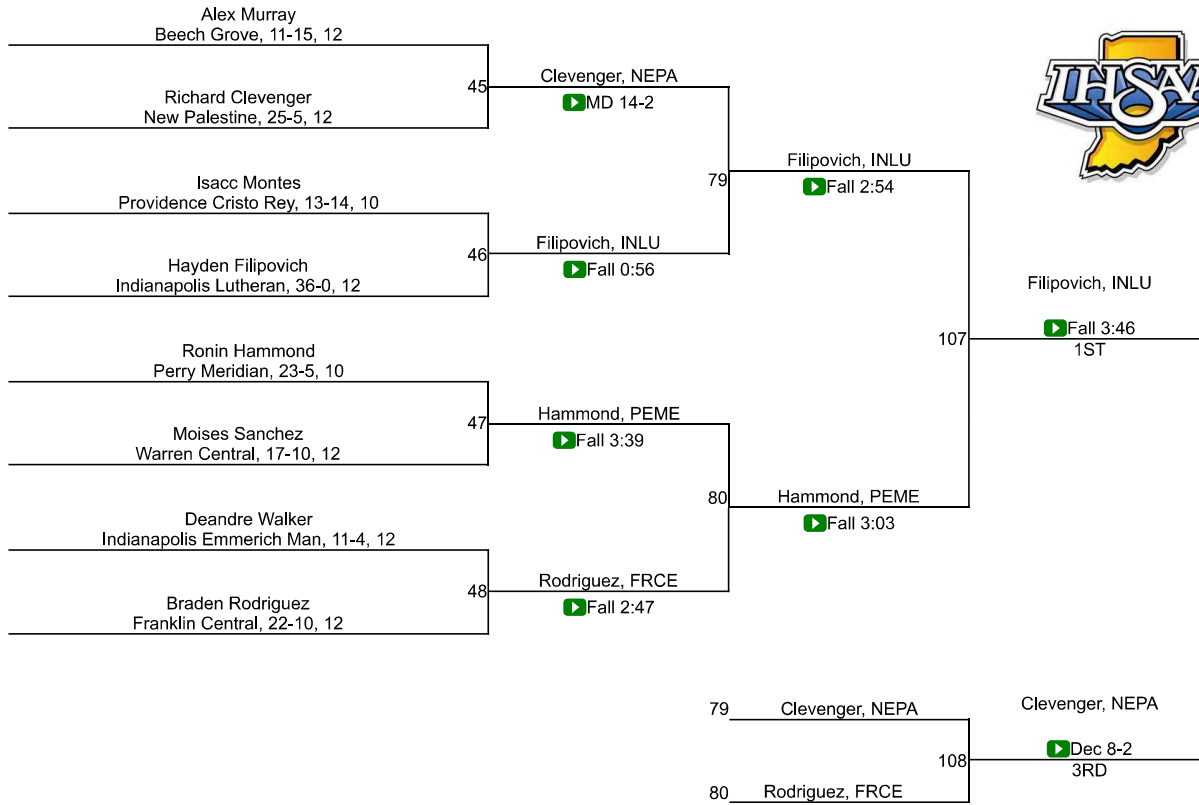 Alex Murray
Beech Grove, 11-15, 12
Richard Clevenger
New Palestine, 25-5, 12
45
Clevenger, NEPA
MD 14-2
IHSAA
Isacc Montes
Providence Cristo Rey, 13-14, 10
Hayden Filipovich
Indianapolis Lutheran, 36-0, 12
46
Filipovich, INLU
Fall 0:56
79
Filipovich, INLU
Fall 2:54
Ronin Hammond
Perry Meridian, 23-5, 10
Moises Sanchez
Warren Central, 17-10, 12
47
Hammond, PEME
Fall 3:39
Deandre Walker
Indianapolis Emmerich Man, 11-4, 12
Braden Rodriguez
Franklin Central, 22-10, 12
48
Rodriguez, FRCE
Fall 2:47
80
Hammond, PEME
Fall 3:03
107
Filipovich, INLU
Fall 3:46
1ST
79
Clevenger, NEPA
80
Rodriguez, FRCE
108
Clevenger, NEPA
Dec 8-2
3RD